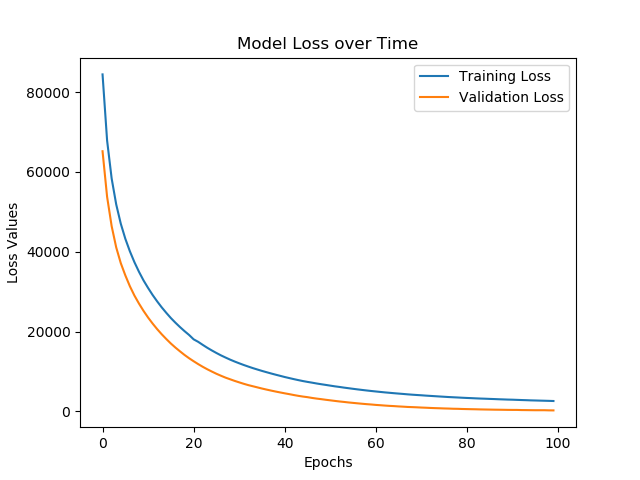 Model Loss over Time
Training Loss
Validation Loss
Loss Values
80000
60000
40000
20000
0
0 20 40 60 80 100
Epochs